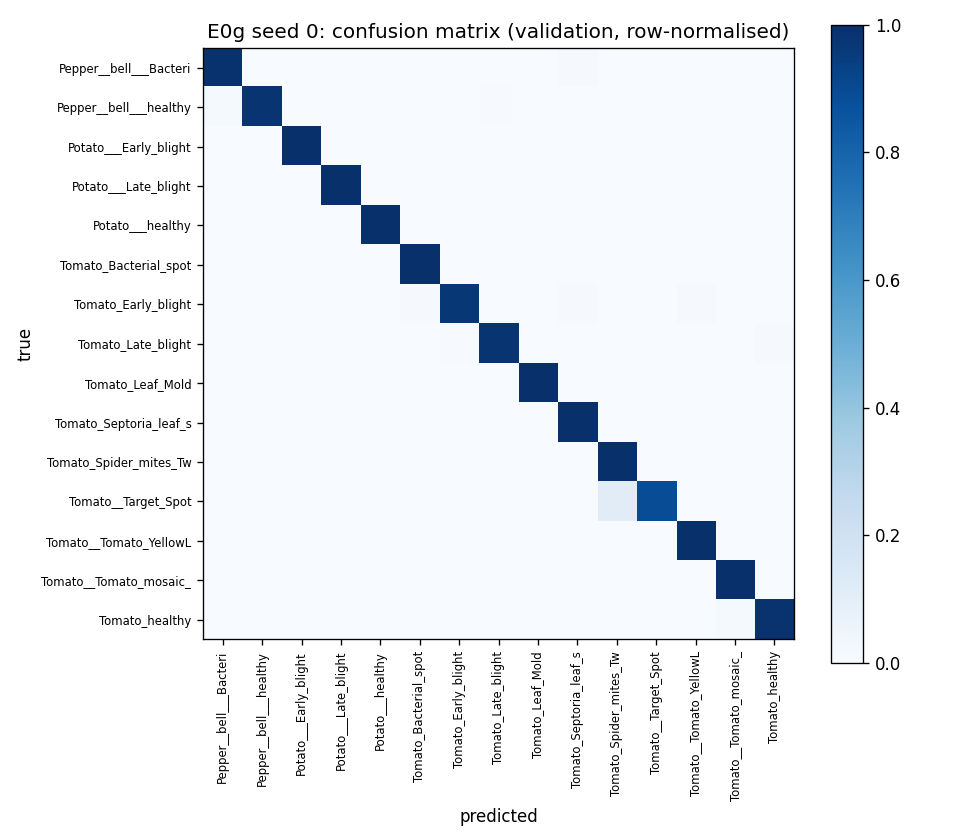 E0g seed 0: confusion matrix (validation, row-normalised)
true
Pepper__bell___Bacteri
Pepper__bell___healthy
Potato___Early_blight
Potato___Late_blight
Potato___healthy
Tomato_Bacterial_spot
Tomato_Early_blight
Tomato_Late_blight
Tomato_Leaf_Mold
Tomato_Septoria_leaf_s
Tomato_Spider_mites_Tw
Tomato__Target_Spot
Tomato__Tomato_YellowL
Tomato__Tomato_mosaic_
Tomato_healthy
Pepper__bell___Bacteri
Pepper__bell___healthy
Potato___Early_blight
Potato___Late_blight
Potato___healthy
Tomato_Bacterial_spot
Tomato_Early_blight
Tomato_Late_blight
Tomato_Leaf_Mold
Tomato_Septoria_leaf_s
Tomato_Spider_mites_Tw
Tomato__Target_Spot
Tomato__Tomato_YellowL
Tomato__Tomato_mosaic_
Tomato_healthy
predicted
1.0
0.8
0.6
0.4
0.2
0.0